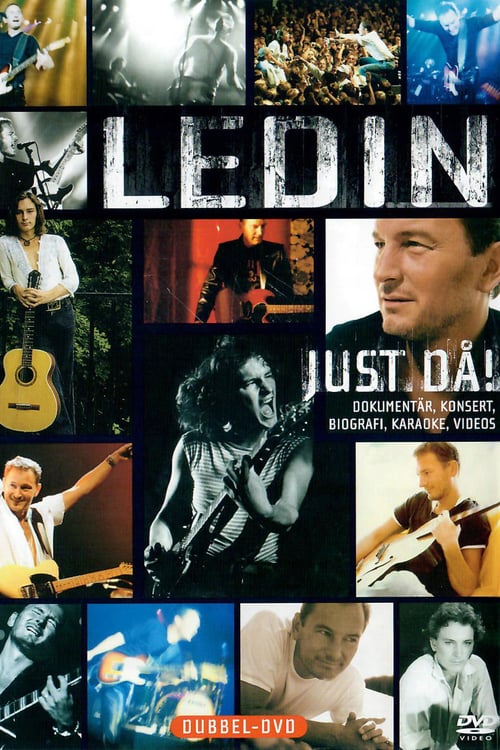 LEDIN
JUST DÅ!
DOKUMENTÄR, KONSERT,
BIOGRAFI, KARAOKE, VIDEOS
DUBBEL-DVD
DVD
VIDEO